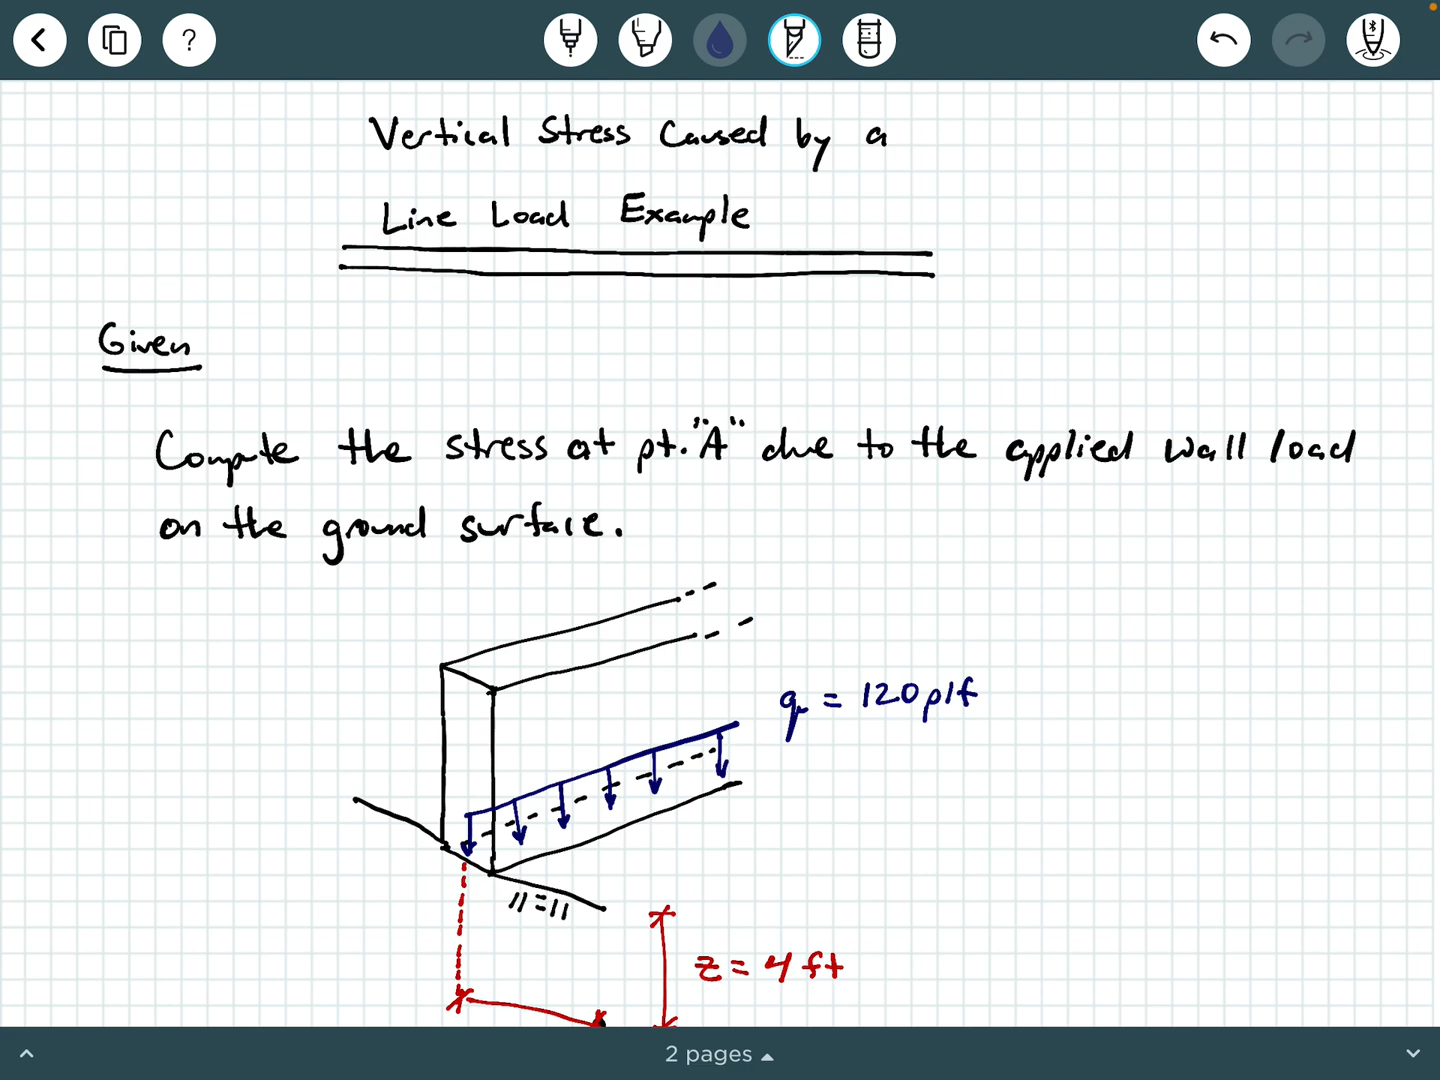 Vertical Stress Caused by a
Line Load Example
Given
Compute the stress at pt. "A" due to the applied wall load
on the ground surface.
q = 120 plf
z = 4 ft
2 pages